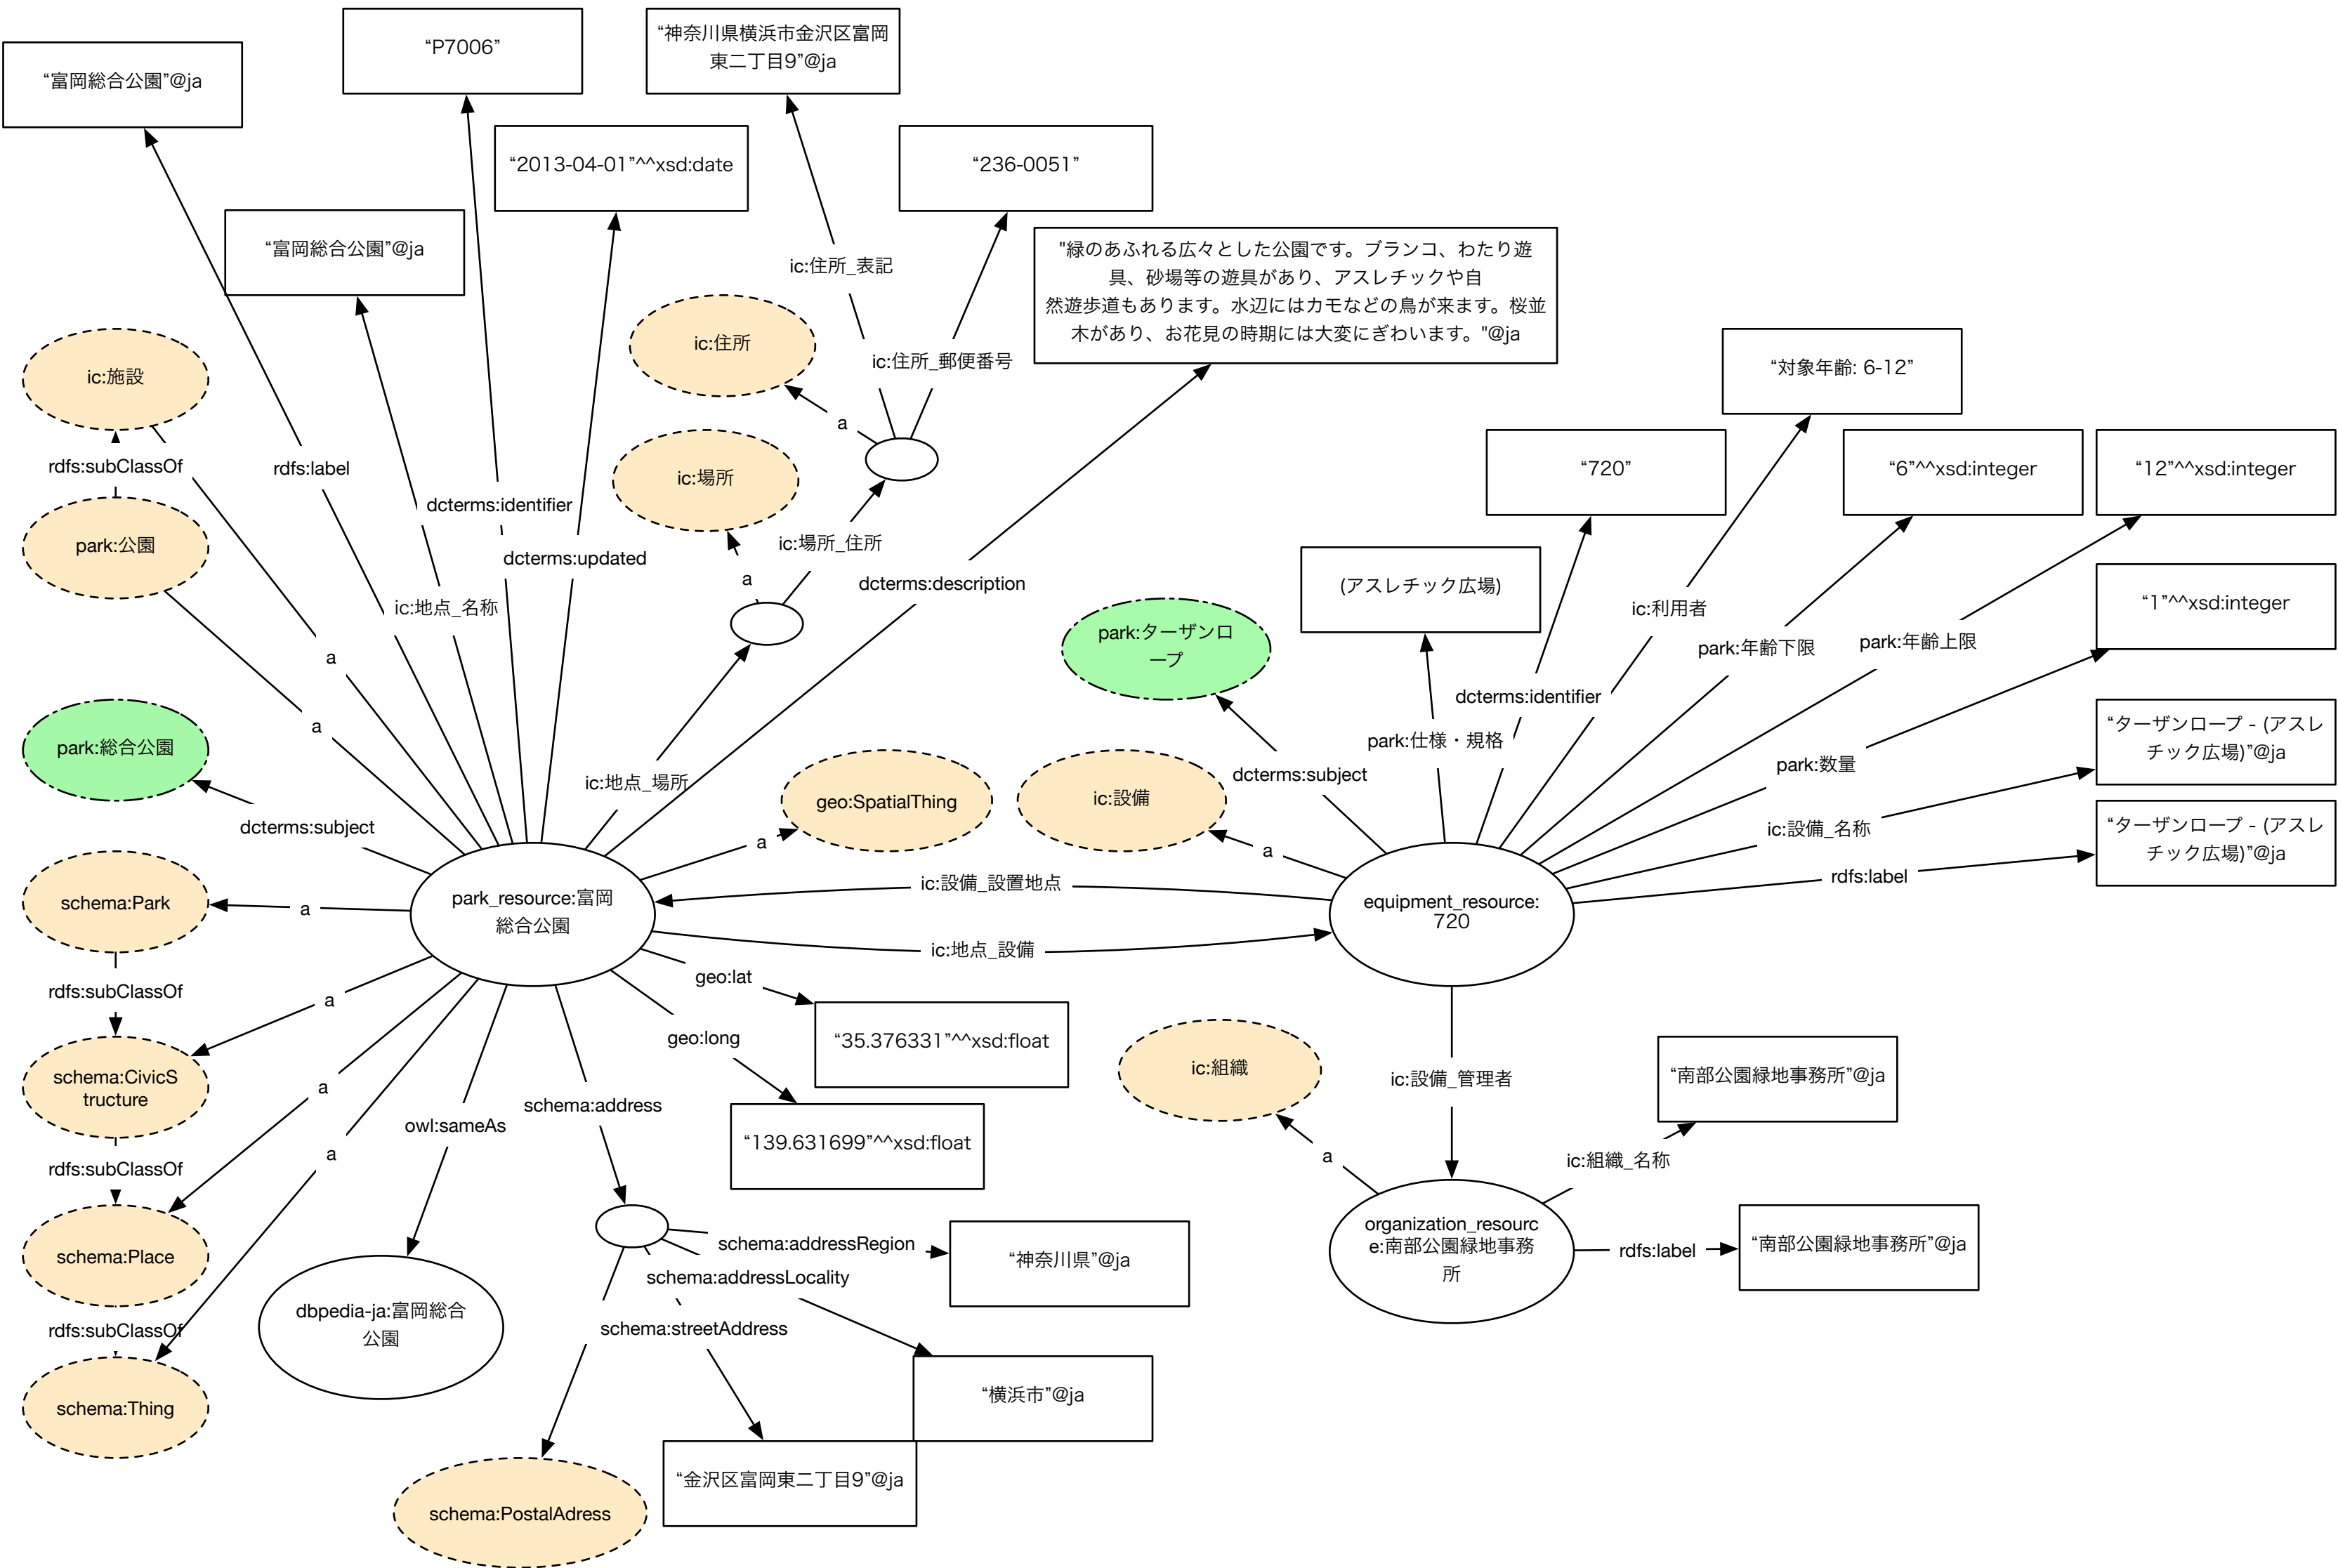 “P7006”
“神奈川県横浜市金沢区富岡
東二丁目9”@ja
“富岡総合公園”@ja
“2013-04-01”^^xsd:date
“236-0051”
“富岡総合公園”@ja
ic:住所_表記
"緑のあふれる広々とした公園です。ブランコ、わたり遊
具、砂場等の遊具があり、アスレチックや自
然遊歩道もあります。水辺にはカモなどの鳥が来ます。桜並
木があり、お花見の時期には大変にぎわいます。"@ja
ic:住所
ic:住所_郵便番号
ic:施設
“対象年齢: 6-12”
a
rdfs:subClassOf
rdfs:label
ic:場所
“720”
“6”^^xsd:integer
“12”^^xsd:integer
dcterms:identifier
park:公園
ic:場所_住所
dcterms:updated
a
dcterms:description
(アスレチック広場)
“1”^^xsd:integer
ic:地点_名称
ic:利用者
park:ターザンロ
ープ
park:年齢下限
park:年齢上限
a
dcterms:identifier
a
park:総合公園
park:仕様・規格
“ターザンロープ - (アスレ
チック広場)”@ja
ic:地点_場所
dcterms:subject
park:数量
geo:SpatialThing
ic:設備
dcterms:subject
ic:設備_名称
“ターザンロープ - (アスレ
チック広場)”@ja
a
a
rdfs:label
schema:Park
a
park_resource:富岡
総合公園
ic:設備_設置地点
equipment_resource:
720
ic:地点_設備
rdfs:subClassOf
a
geo:lat
geo:long
“35.376331”^^xsd:float
schema:CivicS
tructure
a
schema:address
ic:組織
ic:設備_管理者
“南部公園緑地事務所”@ja
owl:sameAs
“139.631699”^^xsd:float
rdfs:subClassOf
a
a
ic:組織_名称
schema:Place
schema:addressRegion
“神奈川県”@ja
organization_resourc
e:南部公園緑地事務
所
rdfs:label
“南部公園緑地事務所”@ja
schema:addressLocality
rdfs:subClassOf
dbpedia-ja:富岡総合
公園
schema:streetAddress
schema:Thing
“横浜市”@ja
“金沢区富岡東二丁目9”@ja
schema:PostalAdress